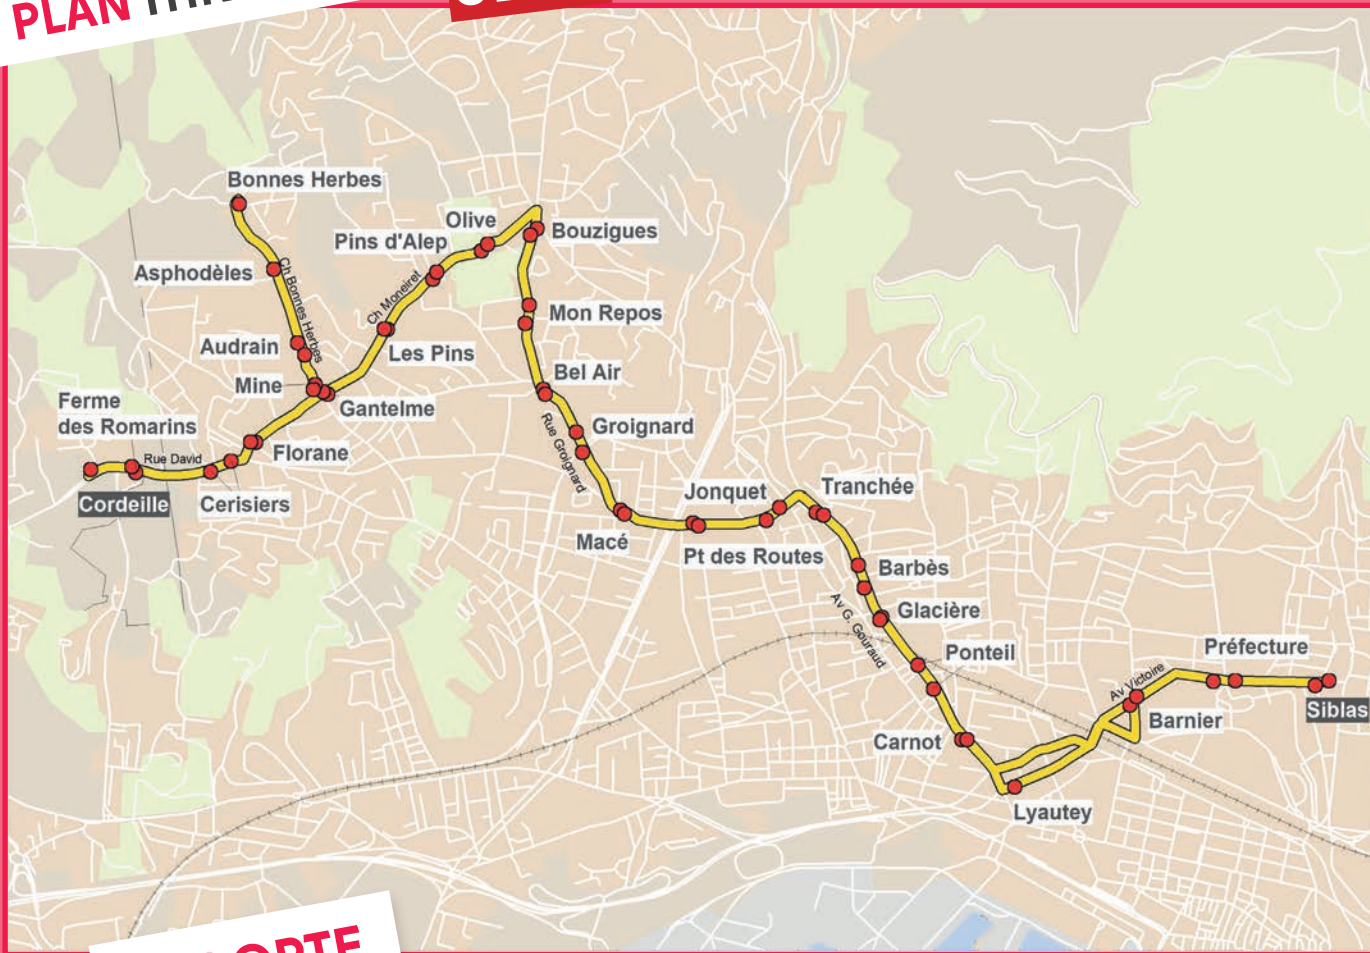 PLAN
Bonnes Herbes
Olive
Bouzigues
Pins d'Alep
Asphodèles
Ch Bonnes Herbes
Ch Moneiret
Mon Repos
Audrain
Les Pins
Bel Air
Mine
Gantelme
Ferme
des Romarins
Groignard
Rue Groignard
Florane
Rue David
Cordeille
Cerisiers
Jonquet
Tranchée
Macé
Pt des Routes
Barbès
Glacière
Av G. Gouraud
Ponteil
Préfecture
Av Victoire
Siblas
Barnier
Carnot
Lyautey